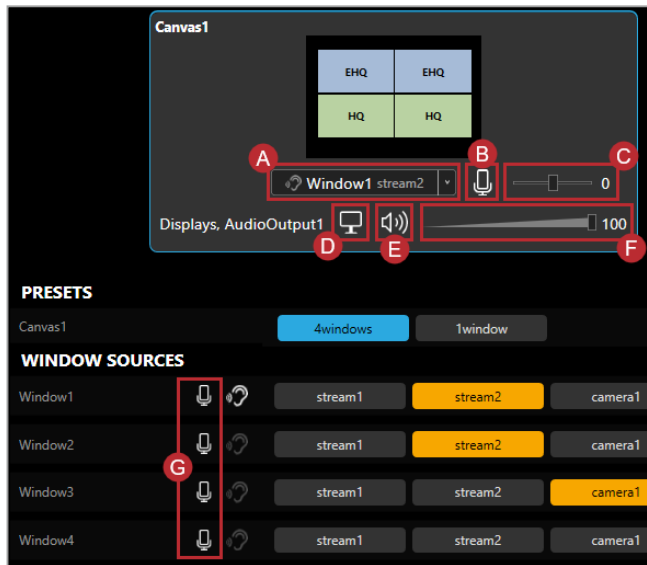 Canvas1
EHQ EHQ
HQ HQ
A B C
Window1 stream2 0
Displays, AudioOutput1 100
D E F
PRESETS
Canvas1 4windows 1window
WINDOW SOURCES
Window1 stream1 stream2 camera1
Window2 stream1 stream2 camera1
G
Window3 stream1 stream2 camera1
Window4 stream1 stream2 camera1